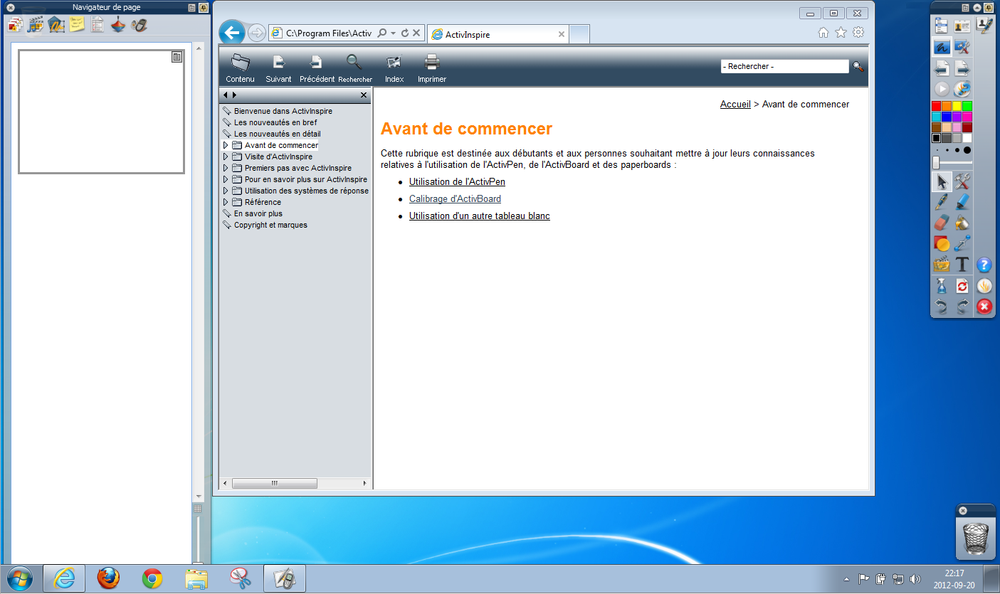 Navigateur de page
C:\Program Files\Activ
ActivInspire
Contenu
Suivant
Précédent
Rechercher
Index
Imprimer
- Rechercher -
Bienvenue dans ActivInspire
Les nouveautés en bref
Les nouveautés en détail
Avant de commencer
Visite d'ActivInspire
Premiers pas avec ActivInspire
Pour en savoir plus sur ActivInspire
Utilisation des systèmes de réponse
Référence
En savoir plus
Copyright et marques
Accueil > Avant de commencer
Avant de commencer
Cette rubrique est destinée aux débutants et aux personnes souhaitant mettre à jour leurs connaissances
relatives à l'utilisation de l'ActivPen, de l'ActivBoard et des paperboards :
• Utilisation de l'ActivPen
• Calibrage d'ActivBoard
• Utilisation d'un autre tableau blanc
T
?
22:17
2012-09-20